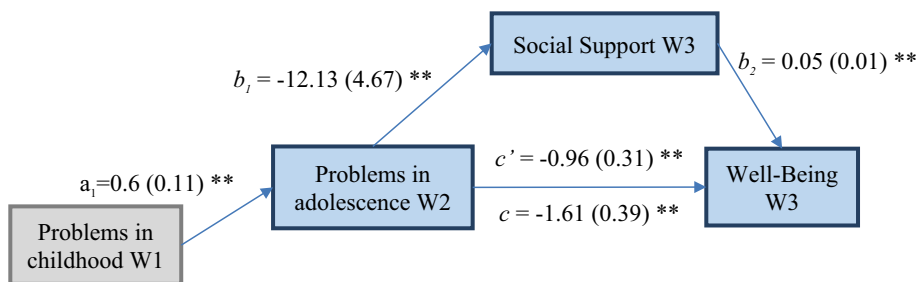 Social Support W3
b1 = -12.13 (4.67) **
b2 = 0.05 (0.01) **
Problems in
adolescence W2
c’ = -0.96 (0.31) **
c = -1.61 (0.39) **
Well-Being
W3
a1=0.6 (0.11) **
Problems in
childhood W1